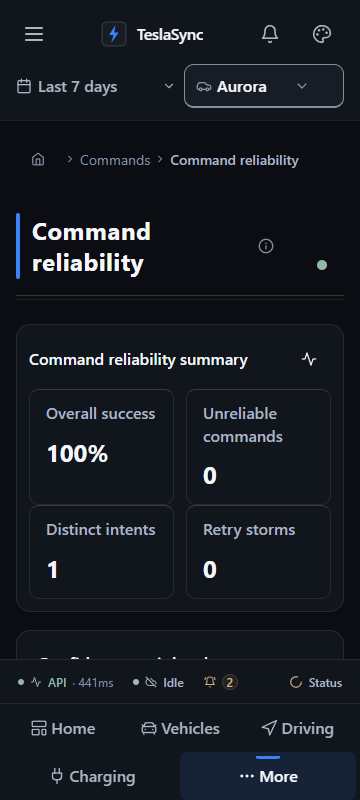 TeslaSync
Last 7 days
Aurora
Commands
Command reliability
Command
reliability
Command reliability summary
Overall success
100%
Unreliable
commands
0
Distinct intents
1
Retry storms
0
API · 441ms
Idle
2
Status
Home
Vehicles
Driving
Charging
More